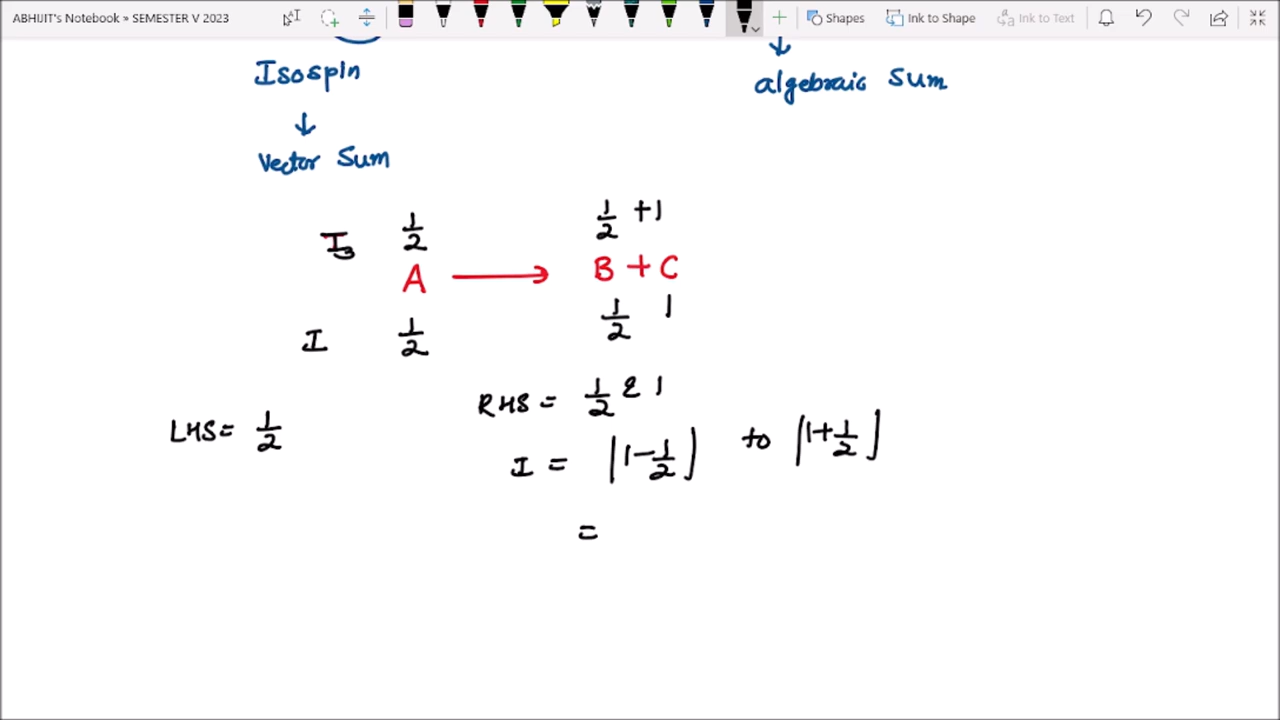 ABHIJIT's Notebook » SEMESTER V 2023
Shapes
Ink to Shape
Ink to Text
Isospin
algebraic Sum
↓
↓
Vector Sum
I₃ 1/2 1/2 + 1
A → B + C
I 1/2 1/2 1
LHS = 1/2
RHS = 1/2 & 1
I = |1 - 1/2| to |1 + 1/2|
=